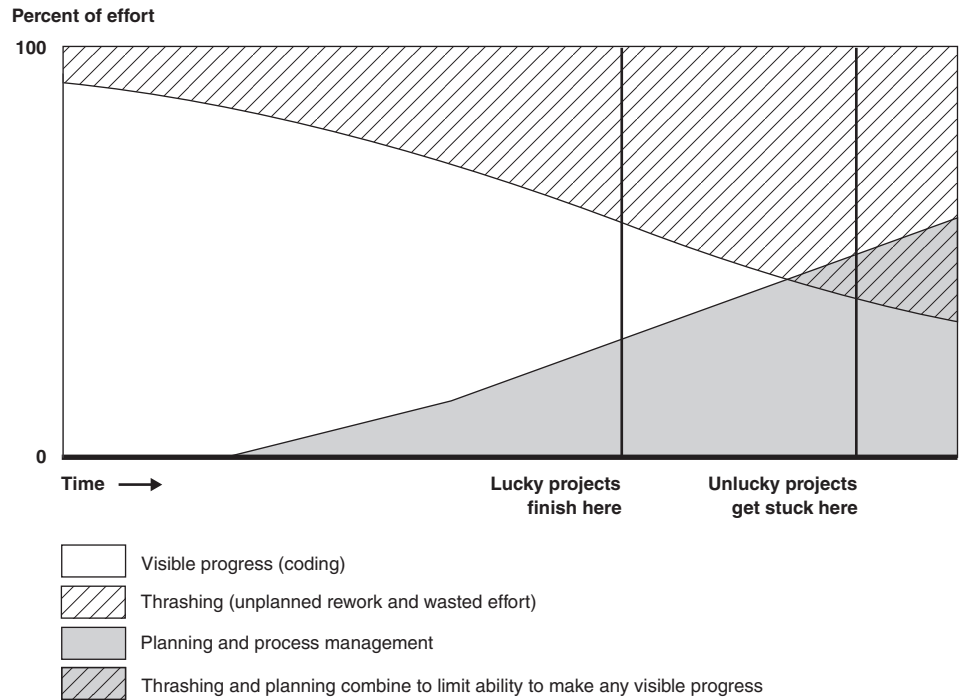 Percent of effort
100
0
Time
Lucky projects
finish here
Unlucky projects
get stuck here
Visible progress (coding)
Thrashing (unplanned rework and wasted effort)
Planning and process management
Thrashing and planning combine to limit ability to make any visible progress